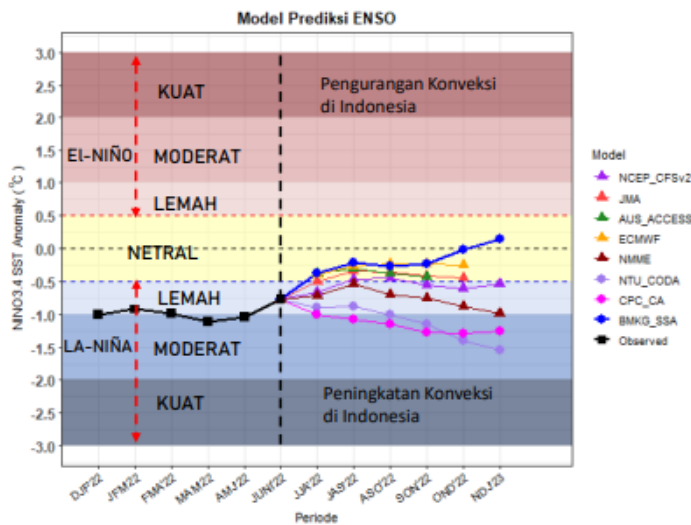 Model Prediksi ENSO
NINO3.4 SST Anomaly (°C)
3.0
2.5
2.0
1.5
1.0
0.5
0.0
-0.5
-1.0
-1.5
-2.0
-2.5
-3.0
KUAT
Pengurangan Konveksi
di Indonesia
El-NIÑO
MODERAT
LEMAH
NETRAL
LEMAH
LA-NIÑA
MODERAT
KUAT
Peningkatan Konveksi
di Indonesia
DJF'22
JFM'22
FMA'22
MAM'22
AMJ'22
JUNI'22
JJA'22
JAS'22
ASO'22
SON'22
OND'22
NDJ'23
Periode
Model
NCEP_CFSv2
JMA
AUS_ACCESS
ECMWF
NMME
NTU_CODA
CPC_CA
BMKG_SSA
Observed